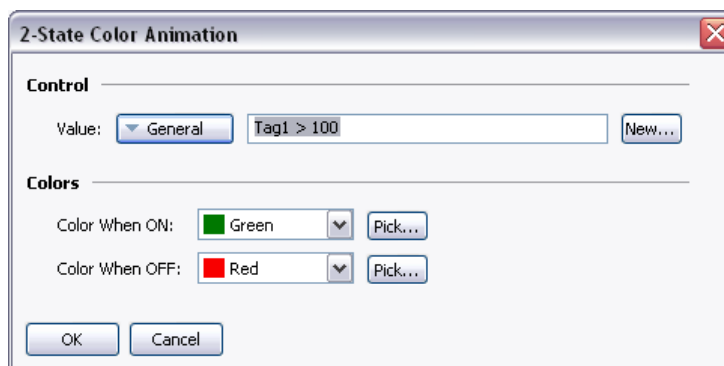 2-State Color Animation
Control
Value: General Tag1 > 100 New...
Colors
Color When ON: Green Pick...
Color When OFF: Red Pick...
OK Cancel